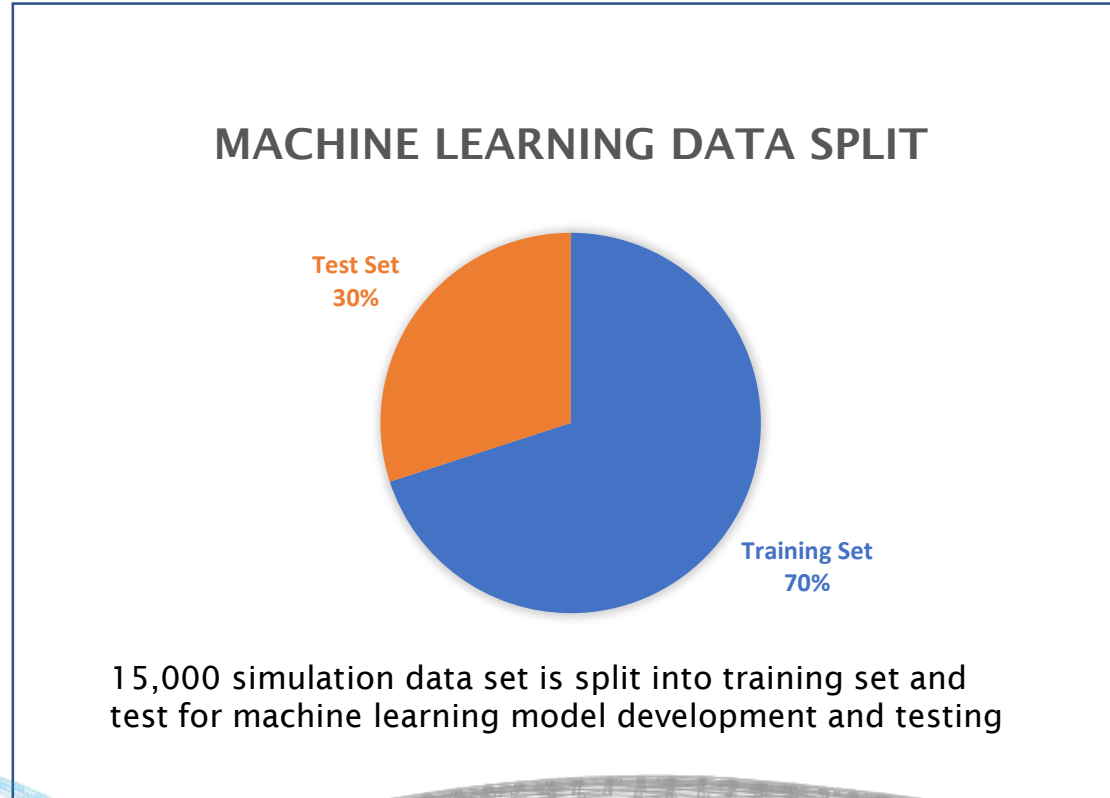 MACHINE LEARNING DATA SPLIT
Test Set
30%
Training Set
70%
15,000 simulation data set is split into training set and
test for machine learning model development and testing